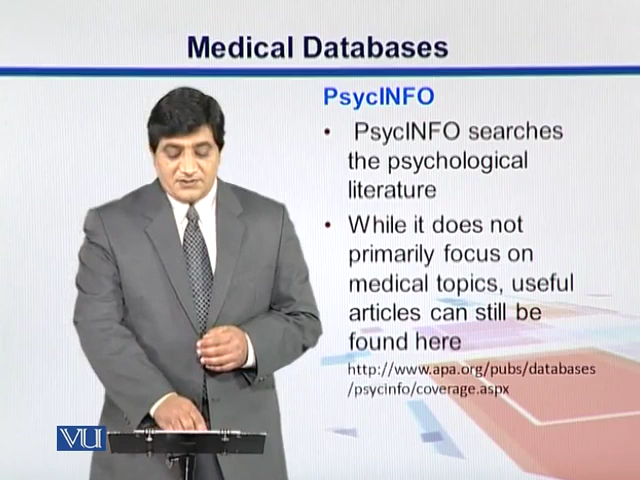 Medical Databases
PsycINFO
• PsycINFO searches
the psychological
literature
• While it does not
primarily focus on
medical topics, useful
articles can still be
found here
http://www.apa.org/pubs/databases
/psycinfo/coverage.aspx
VU